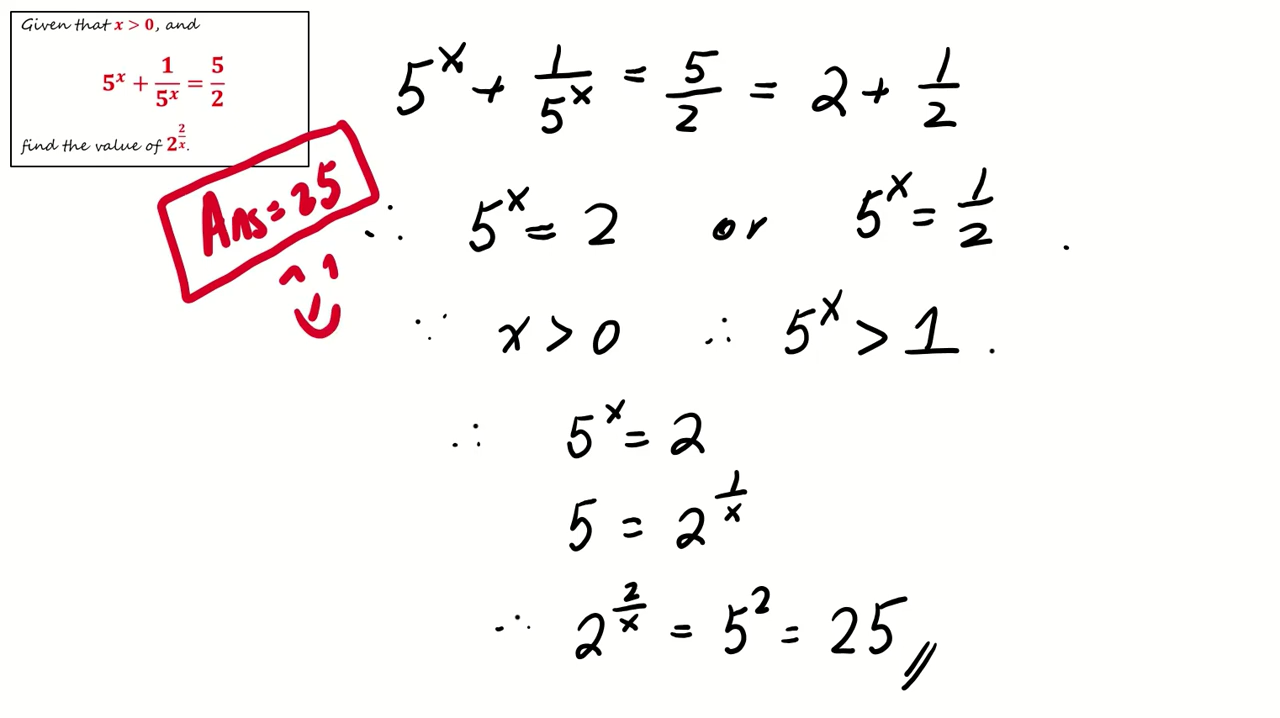 Given that x > 0, and
5^x + 1/5^x = 5/2
find the value of 2^(2/x).
Ans = 25
5^x + 1/5^x = 5/2 = 2 + 1/2
∴ 5^x = 2 or 5^x = 1/2 .
∵ x > 0 ∴ 5^x > 1 .
∴ 5^x = 2
5 = 2^(1/x)
∴ 2^(2/x) = 5^2 = 25 //